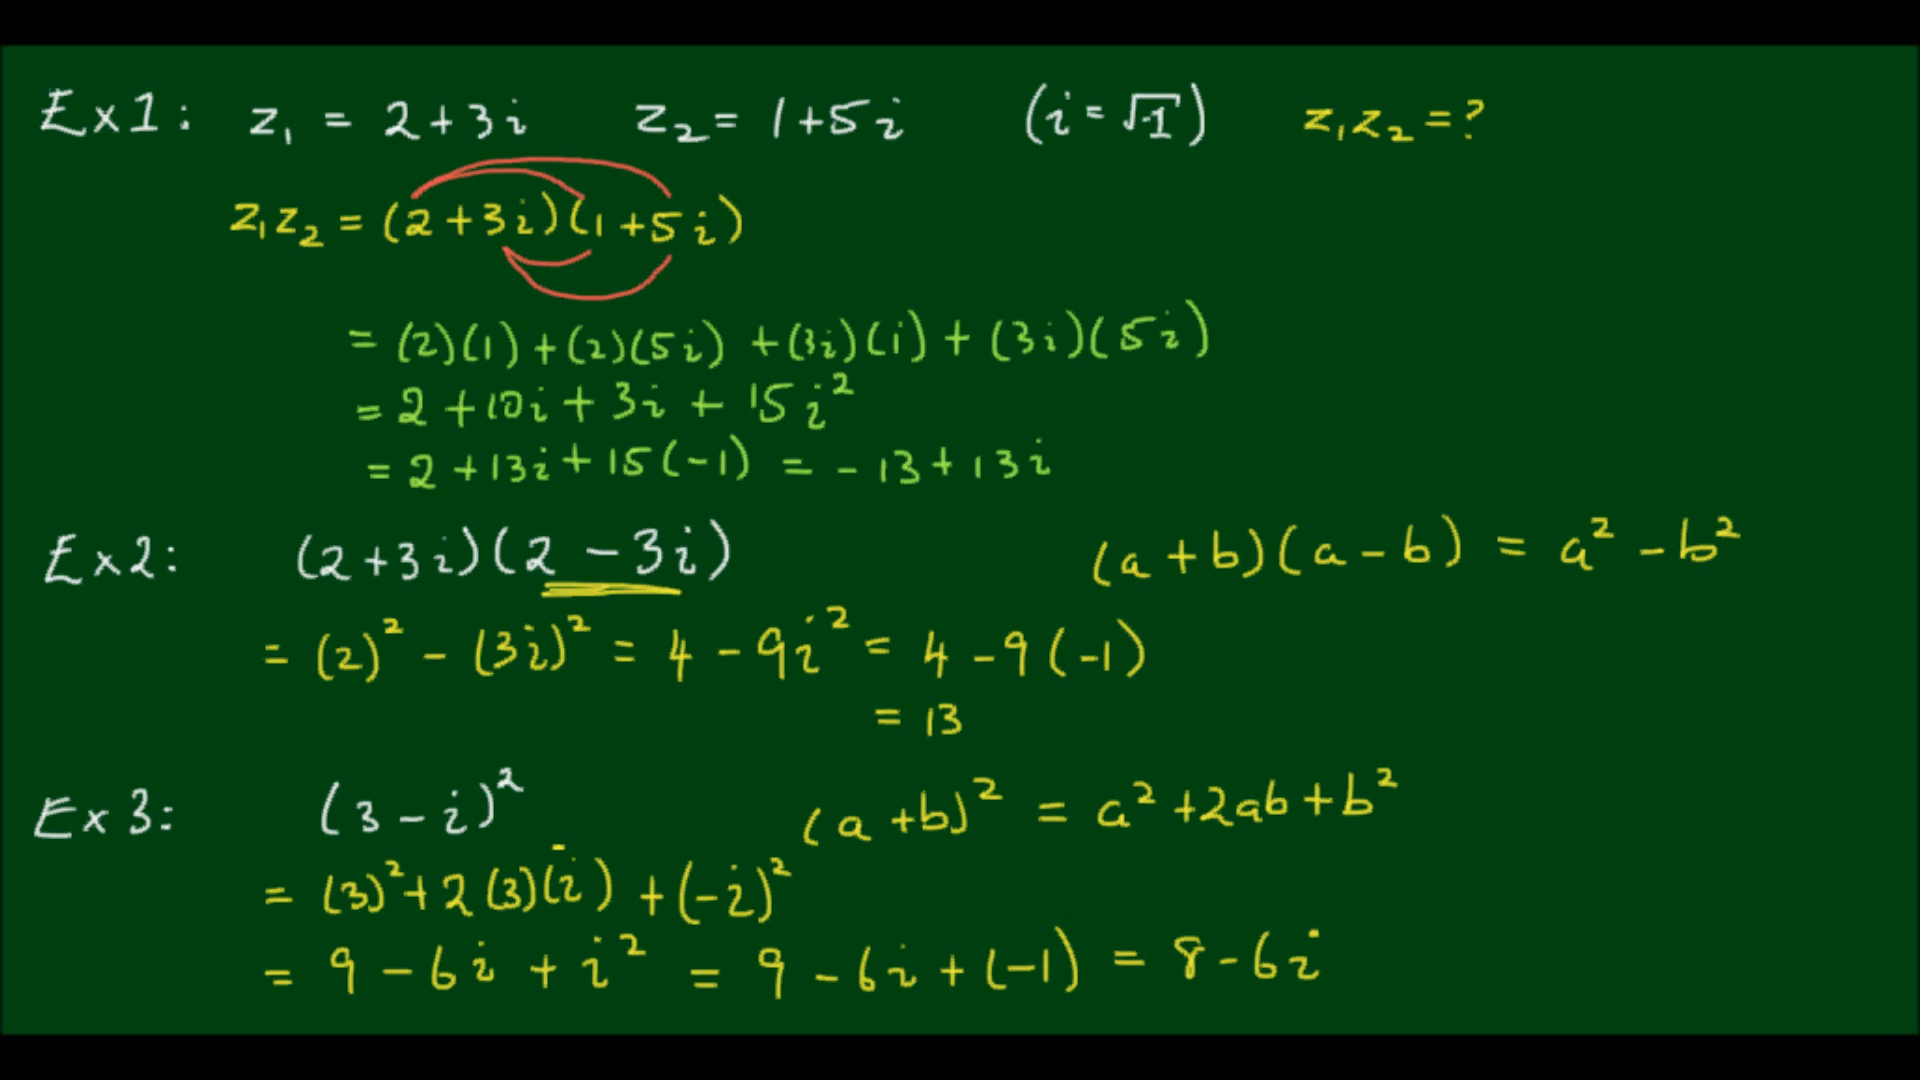 Ex1: z₁ = 2+3i z₂ = 1+5i (i = √-1) z₁z₂ = ?
z₁z₂ = (2+3i)(1+5i)
= (2)(1) + (2)(5i) + (3i)(1) + (3i)(5i)
= 2 + 10i + 3i + 15i²
= 2 + 13i + 15(-1) = -13 + 13i
Ex2: (2+3i)(2-3i) (a+b)(a-b) = a² - b²
= (2)² - (3i)² = 4 - 9i² = 4 - 9(-1)
= 13
Ex3: (3-i)² (a+b)² = a² + 2ab + b²
= (3)² + 2(3)(-i) + (-i)²
= 9 - 6i + i² = 9 - 6i + (-1) = 8 - 6i